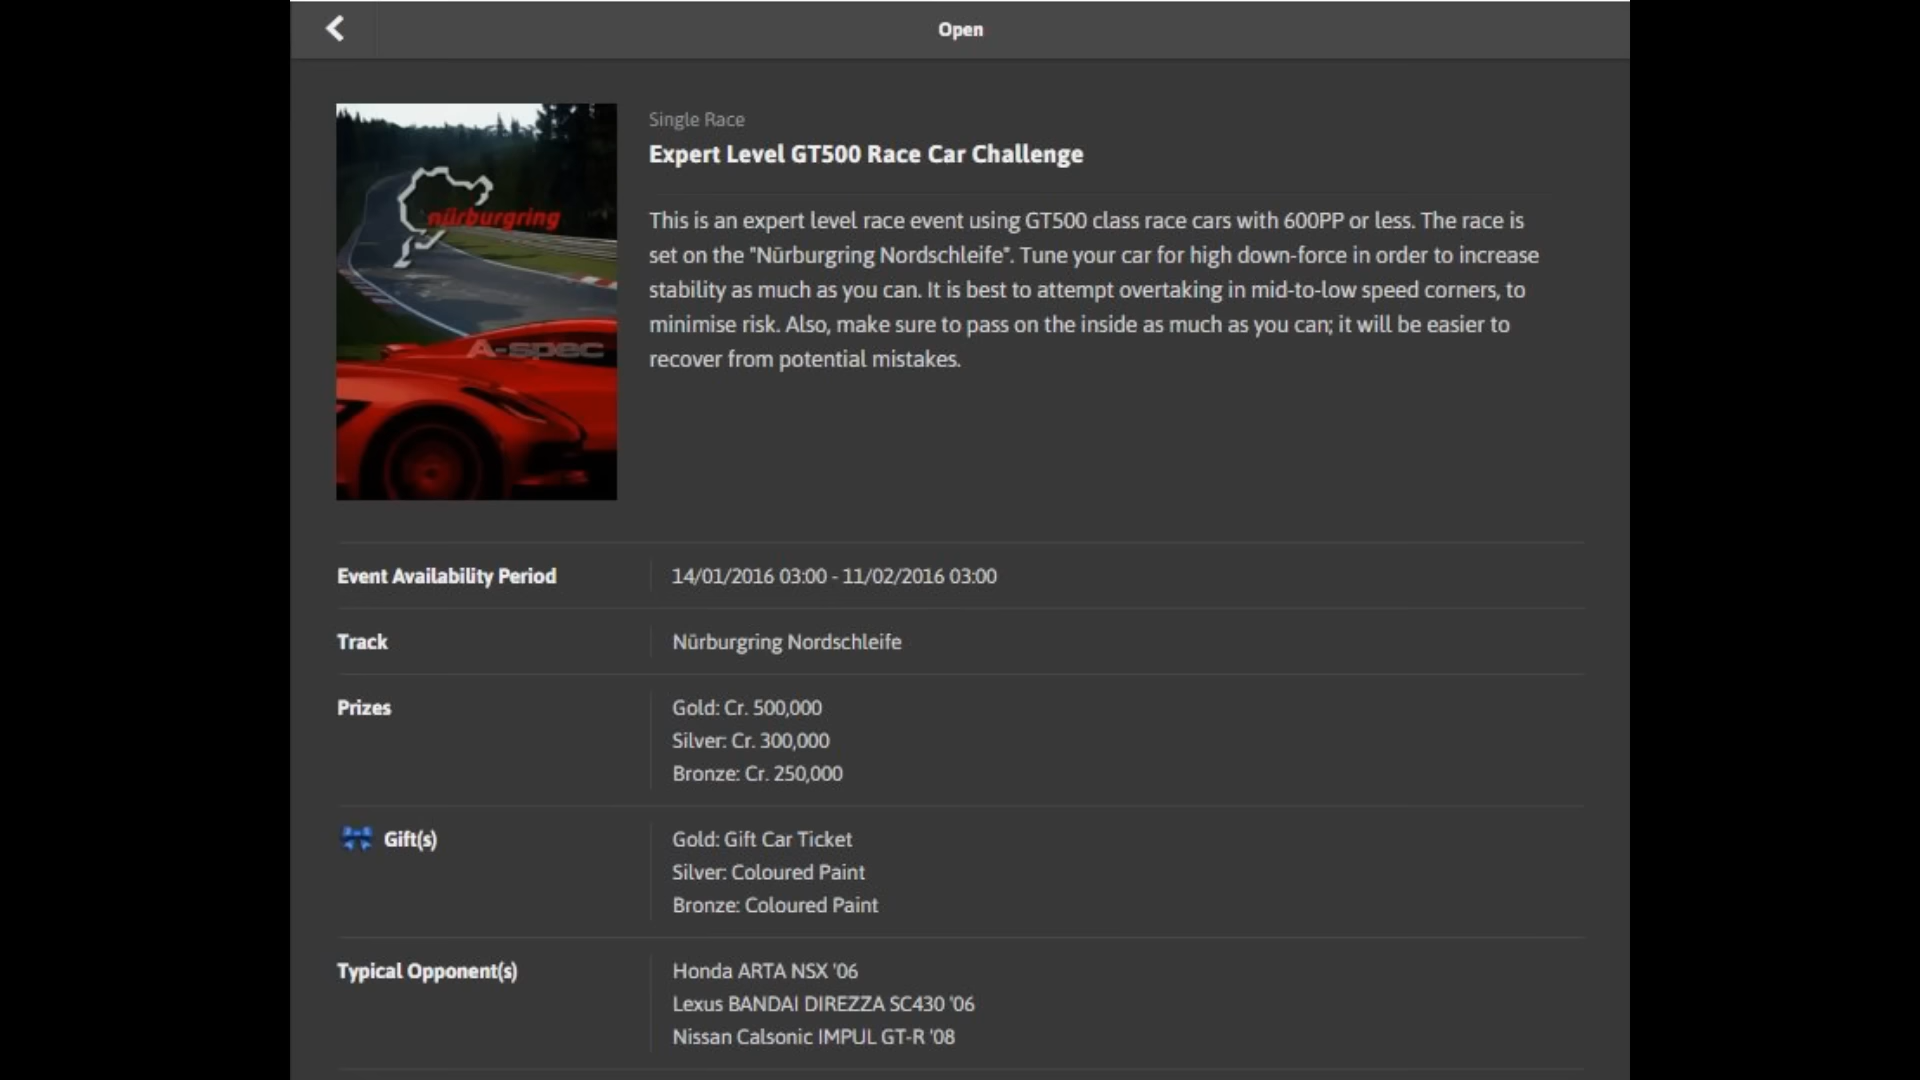 Open
Single Race
Expert Level GT500 Race Car Challenge
nürburgring
A-spec
This is an expert level race event using GT500 class race cars with 600PP or less. The race is
set on the "Nürburgring Nordschleife". Tune your car for high down-force in order to increase
stability as much as you can. It is best to attempt overtaking in mid-to-low speed corners, to
minimise risk. Also, make sure to pass on the inside as much as you can; it will be easier to
recover from potential mistakes.
Event Availability Period
14/01/2016 03:00 - 11/02/2016 03:00
Track
Nürburgring Nordschleife
Prizes
Gold: Cr. 500,000
Silver: Cr. 300,000
Bronze: Cr. 250,000
Gift(s)
Gold: Gift Car Ticket
Silver: Coloured Paint
Bronze: Coloured Paint
Typical Opponent(s)
Honda ARTA NSX '06
Lexus BANDAI DIREZZA SC430 '06
Nissan Calsonic IMPUL GT-R '08